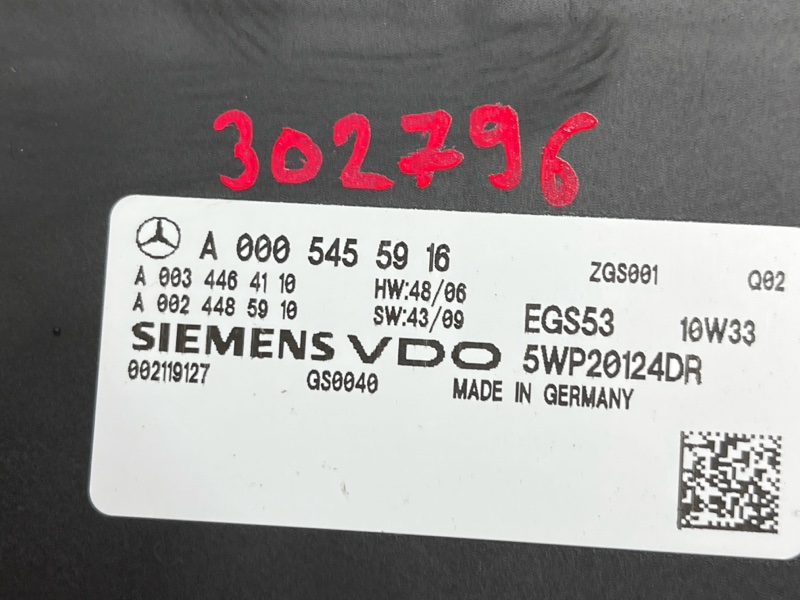 302796
A 000 545 59 16
ZGS001 Q02
A 003 446 41 10
HW:48/06
A 002 448 59 10
SW:43/09
EGS53 10W33
SIEMENS VDO 5WP20124DR
002119127 GS0040 MADE IN GERMANY